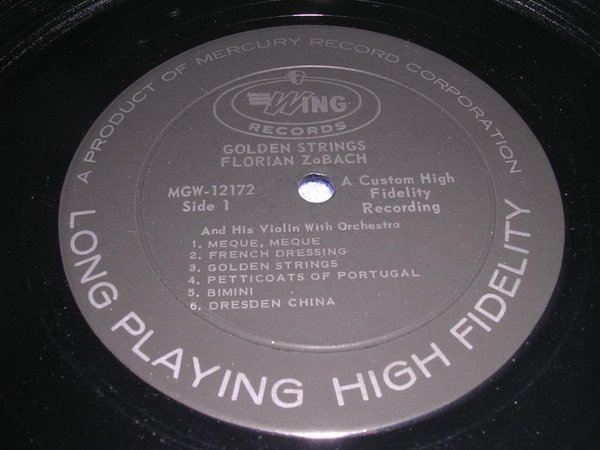 A PRODUCT OF MERCURY RECORD CORPORATION
WING
RECORDS
GOLDEN STRINGS
FLORIAN ZaBACH
MGW-12172
Side 1
A Custom High
Fidelity
Recording
And His Violin With Orchestra
1. MEQUE, MEQUE
2. FRENCH DRESSING
3. GOLDEN STRINGS
4. PETTICOATS OF PORTUGAL
5. BIMINI
6. DRESDEN CHINA
LONG PLAYING HIGH FIDELITY